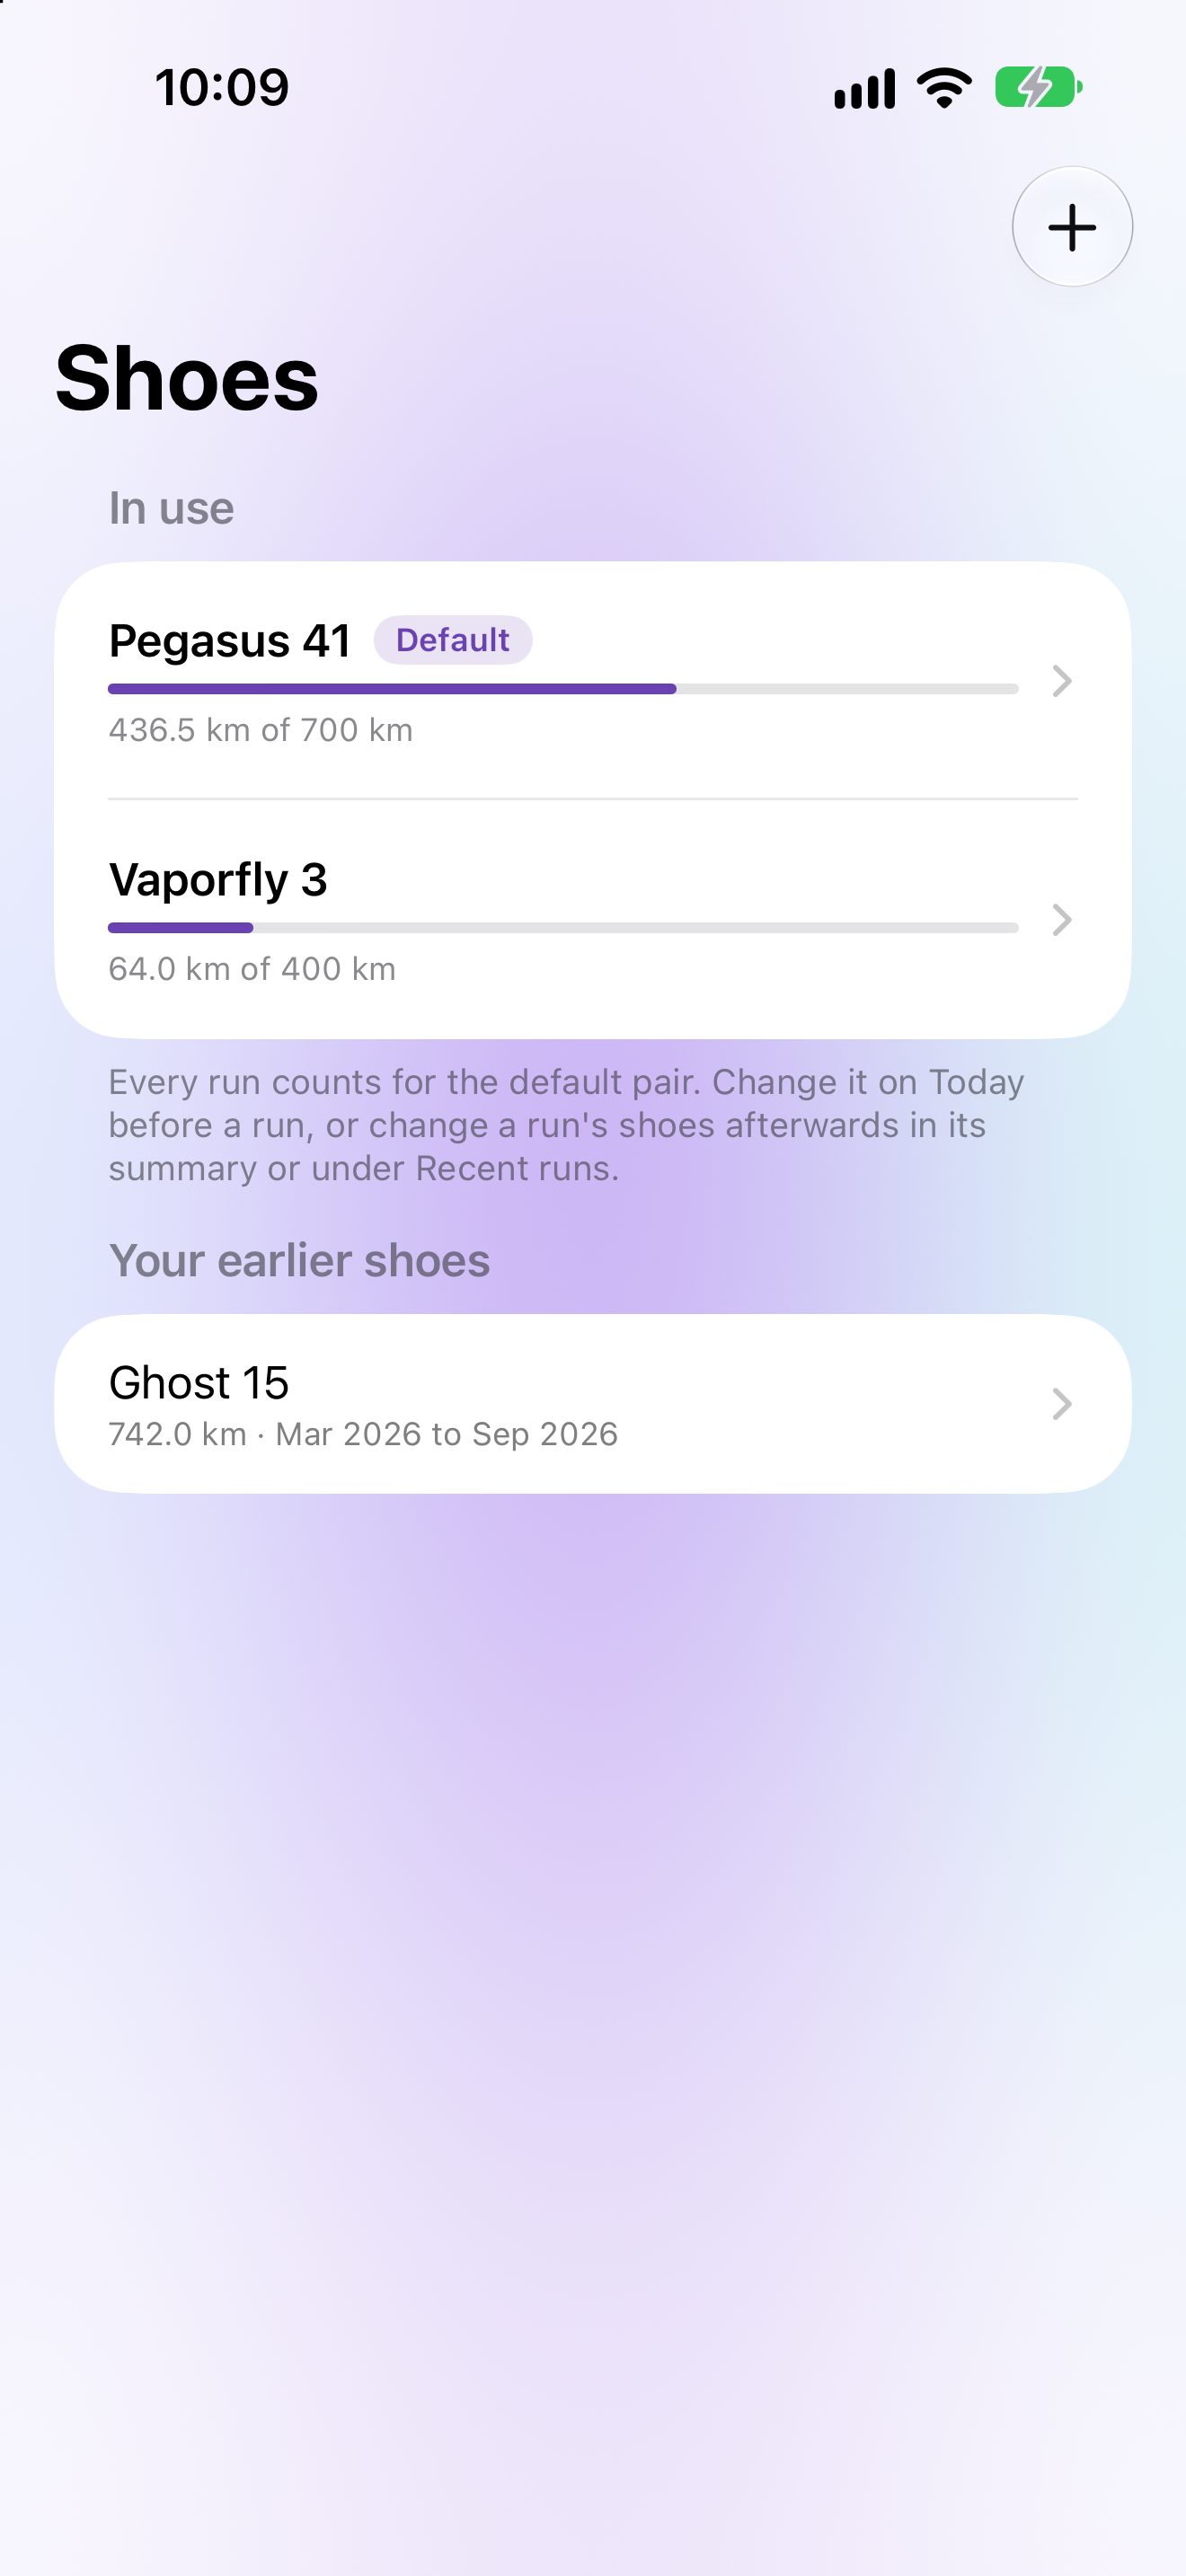 10:09
Shoes
In use
Pegasus 41 Default
436.5 km of 700 km
Vaporfly 3
64.0 km of 400 km
Every run counts for the default pair. Change it on Today
before a run, or change a run's shoes afterwards in its
summary or under Recent runs.
Your earlier shoes
Ghost 15
742.0 km · Mar 2026 to Sep 2026